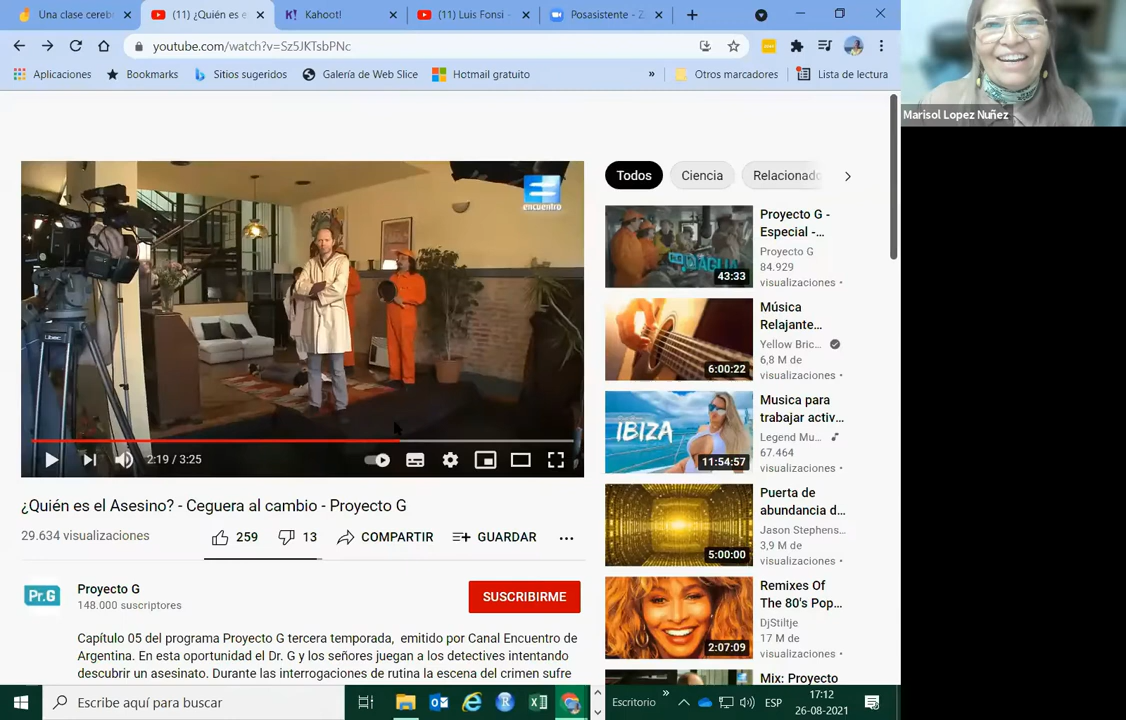 Una clase cereb
(11) ¿Quién es e
Kahoot!
(11) Luis Fonsi -
Posasistente - Z
youtube.com/watch?v=Sz5JKTsbPNc
Aplicaciones
Bookmarks
Sitios sugeridos
Galería de Web Slice
Hotmail gratuito
»
Otros marcadores
Lista de lectura
Marisol Lopez Nuñez
encuentro
Libec
2:19 / 3:25
¿Quién es el Asesino? - Ceguera al cambio - Proyecto G
29.634 visualizaciones
259
13
COMPARTIR
GUARDAR
Pr.G
Proyecto G
148.000 suscriptores
SUSCRIBIRME
Capítulo 05 del programa Proyecto G tercera temporada, emitido por Canal Encuentro de
Argentina. En esta oportunidad el Dr. G y los señores juegan a los detectives intentando
descubrir un asesinato. Durante las interrogaciones de rutina la escena del crimen sufre
Todos
Ciencia
Relacionado
43:33
Proyecto G -
Especial -...
Proyecto G
84.929
visualizaciones •
6:00:22
Música
Relajante...
Yellow Bric...
6,8 M de
visualizaciones •
IBIZA
11:54:57
Musica para
trabajar activ...
Legend Mu...
67.464
visualizaciones •
5:00:00
Puerta de
abundancia d...
Jason Stephens...
3,9 M de
visualizaciones •
2:07:09
Remixes Of
The 80's Pop...
DjStiltje
17 M de
visualizaciones •
Mix: Proyecto
Escribe aquí para buscar
Escritorio
»
ESP
17:12
26-08-2021